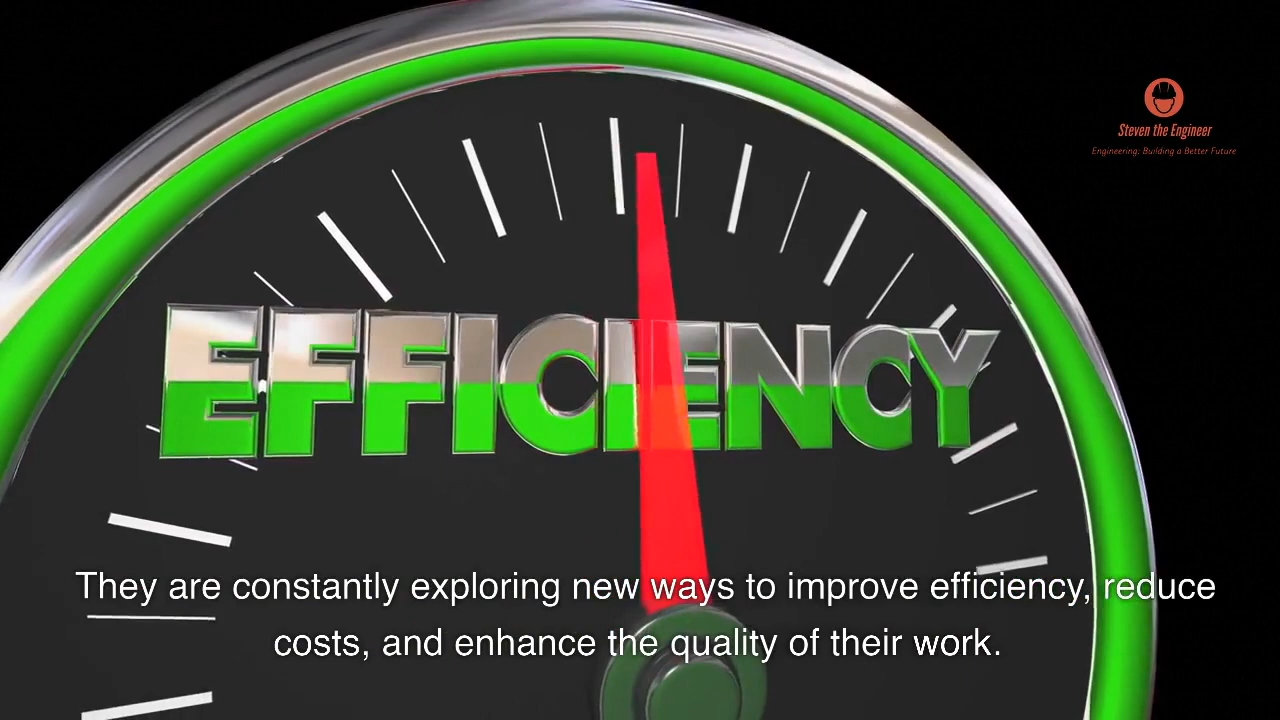 Steven the Engineer
Engineering: Building a Better Future
EFFICIENCY
They are constantly exploring new ways to improve efficiency, reduce
costs, and enhance the quality of their work.